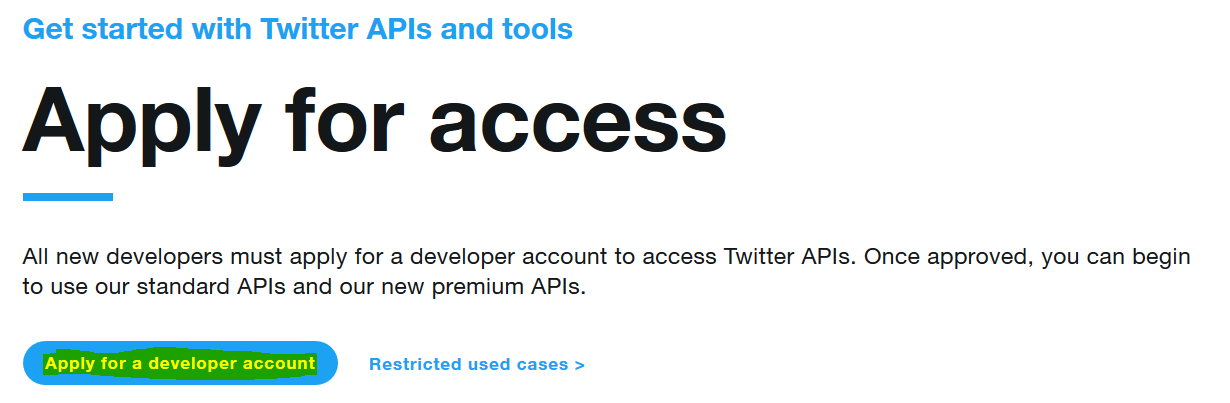 Get started with Twitter APIs and tools
Apply for access
All new developers must apply for a developer account to access Twitter APIs. Once approved, you can begin
to use our standard APIs and our new premium APIs.
Apply for a developer account
Restricted used cases >